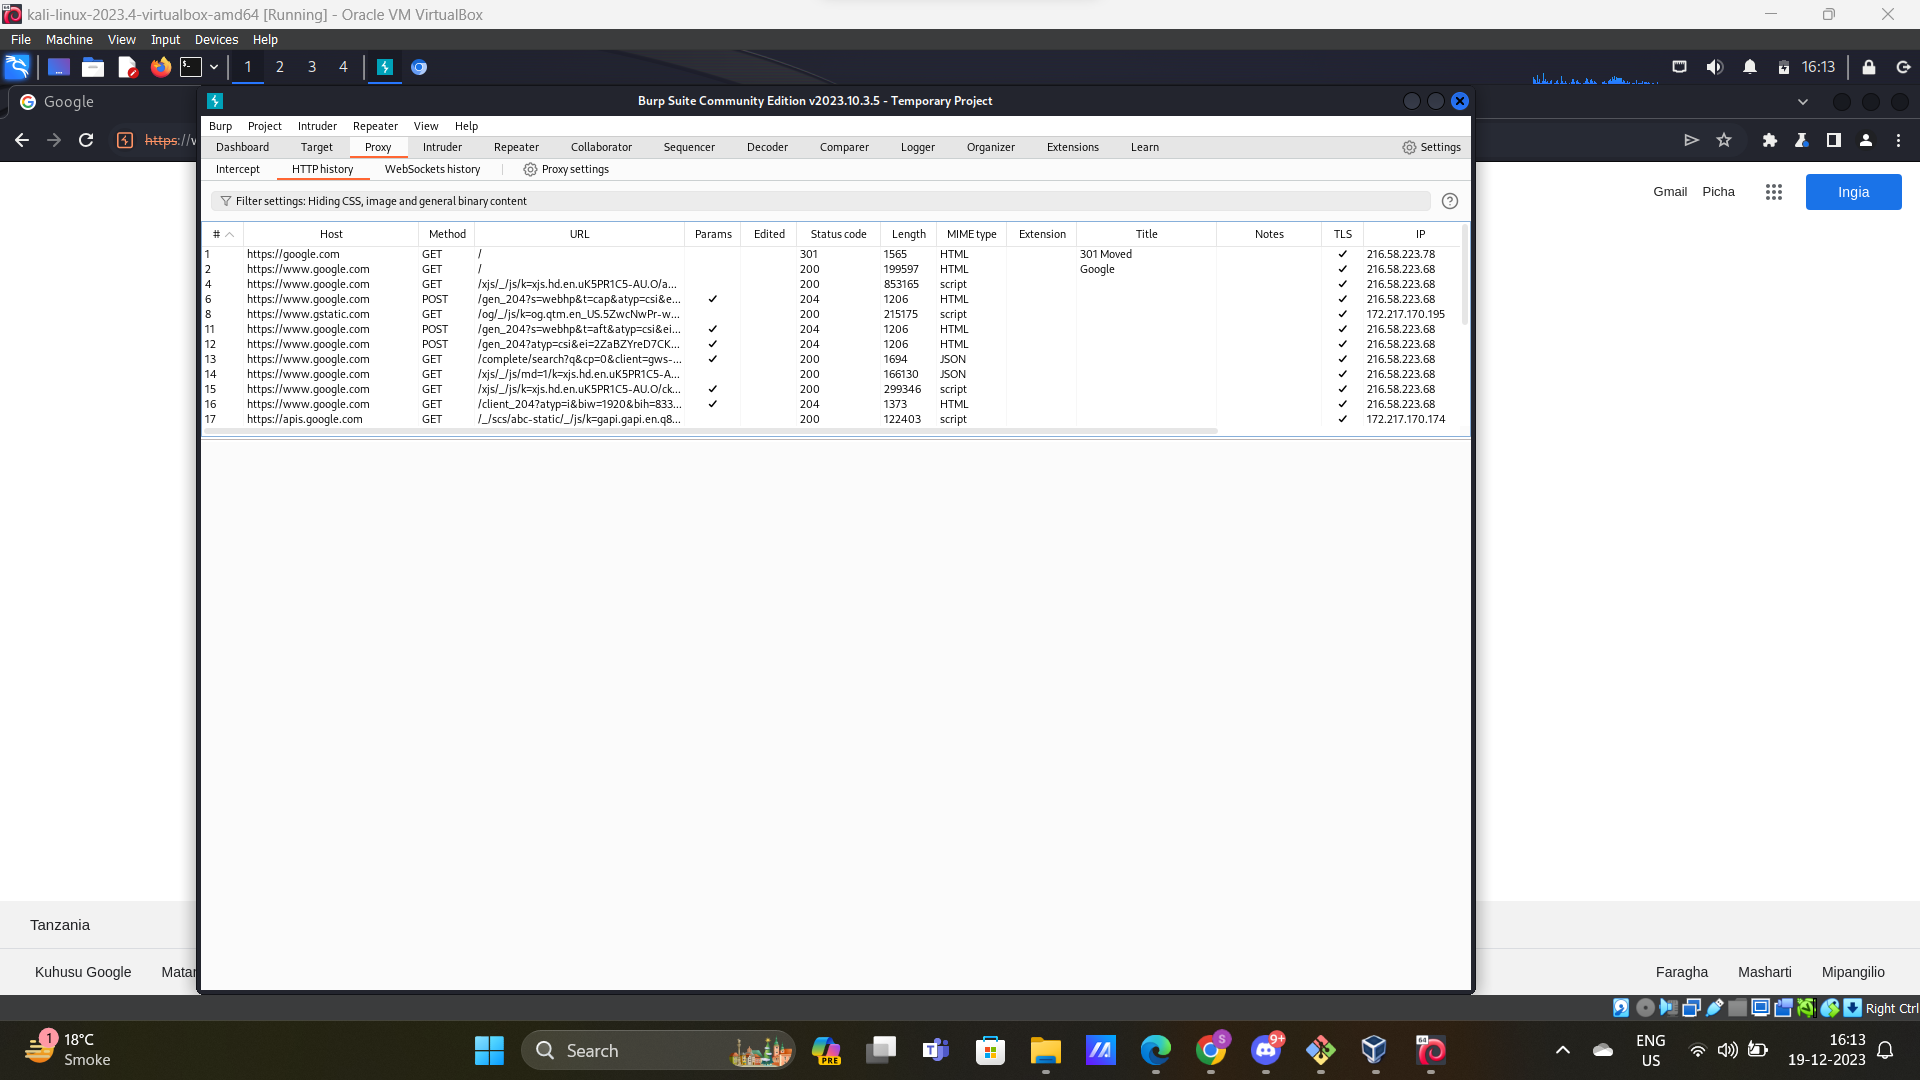 kali-linux-2023.4-virtualbox-amd64 [Running] - Oracle VM VirtualBox
File Machine View Input Devices Help
1 2 3 4 16:13
Google
Burp Suite Community Edition v2023.10.3.5 - Temporary Project
https://w
Burp Project Intruder Repeater View Help
Dashboard Target Proxy Intruder Repeater Collaborator Sequencer Decoder Comparer Logger Organizer Extensions Learn Settings
Intercept HTTP history WebSockets history Proxy settings
Filter settings: Hiding CSS, image and general binary content
Gmail Picha Ingia
# Host Method URL Params Edited Status code Length MIME type Extension Title Notes TLS IP
1 https://google.com GET / 301 1565 HTML 301 Moved ✓ 216.58.223.78
2 https://www.google.com GET / 200 199597 HTML Google ✓ 216.58.223.68
4 https://www.google.com GET /xjs/_/js/k=xjs.hd.en.uK5PR1C5-AU.O/a... 200 853165 script ✓ 216.58.223.68
6 https://www.google.com POST /gen_204?s=webhp&t=cap&atyp=csi&e... ✓ 204 1206 HTML ✓ 216.58.223.68
8 https://www.gstatic.com GET /og/_/js/k=og.qtm.en_US.5ZwcNwPr-w... 200 215175 script ✓ 172.217.170.195
11 https://www.google.com POST /gen_204?s=webhp&t=aft&atyp=csi&ei... ✓ 204 1206 HTML ✓ 216.58.223.68
12 https://www.google.com POST /gen_204?atyp=csi&ei=2ZaBZYreD7CK... ✓ 204 1206 HTML ✓ 216.58.223.68
13 https://www.google.com GET /complete/search?q&cp=0&client=gws-... ✓ 200 1694 JSON ✓ 216.58.223.68
14 https://www.google.com GET /xjs/_/js/md=1/k=xjs.hd.en.uK5PR1C5-A... 200 166130 JSON ✓ 216.58.223.68
15 https://www.google.com GET /xjs/_/js/k=xjs.hd.en.uK5PR1C5-AU.O/ck... ✓ 200 299346 script ✓ 216.58.223.68
16 https://www.google.com GET /client_204?atyp=i&biw=1920&bih=833... ✓ 204 1373 HTML ✓ 216.58.223.68
17 https://apis.google.com GET /_/scs/abc-static/_/js/k=gapi.gapi.en.q8... 200 122403 script ✓ 172.217.170.174
Tanzania
Kuhusu Google Matan Faragha Masharti Mipangilio
Right Ctrl
1 18°C
Smoke
Search
PRE
S
9+
64
ENG
US
16:13
19-12-2023